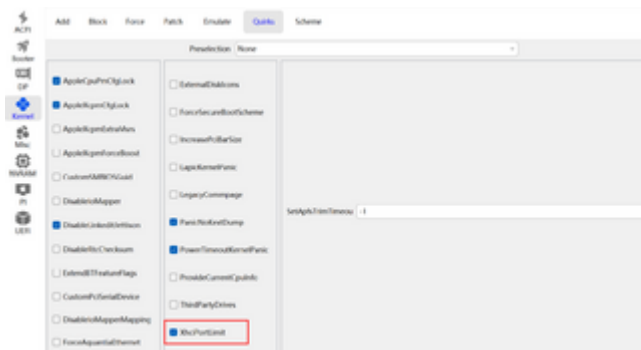 Add Block Force Patch Emulate Quirks Scheme
ACPI
Booter
DP
Kernel
Misc
NVRAM
PI
UEFI
Preselection None
AppleCpuPmCfgLock
AppleXcpmCfgLock
AppleXcpmExtraMsrs
AppleXcpmForceBoost
CustomSMBIOSGuid
DisableIoMapper
DisableLinkeditJettison
DisableRtcChecksum
ExtendBTFeatureFlags
CustomPciSerialDevice
DisableIoMapperMapping
ForceAquantiaEthernet
ExternalDiskIcons
ForceSecureBootScheme
IncreasePciBarSize
LapicKernelPanic
LegacyCommpage
PanicNoKextDump
PowerTimeoutKernelPanic
ProvideCurrentCpuInfo
ThirdPartyDrives
XhciPortLimit
SetApfsTrimTimeou -1